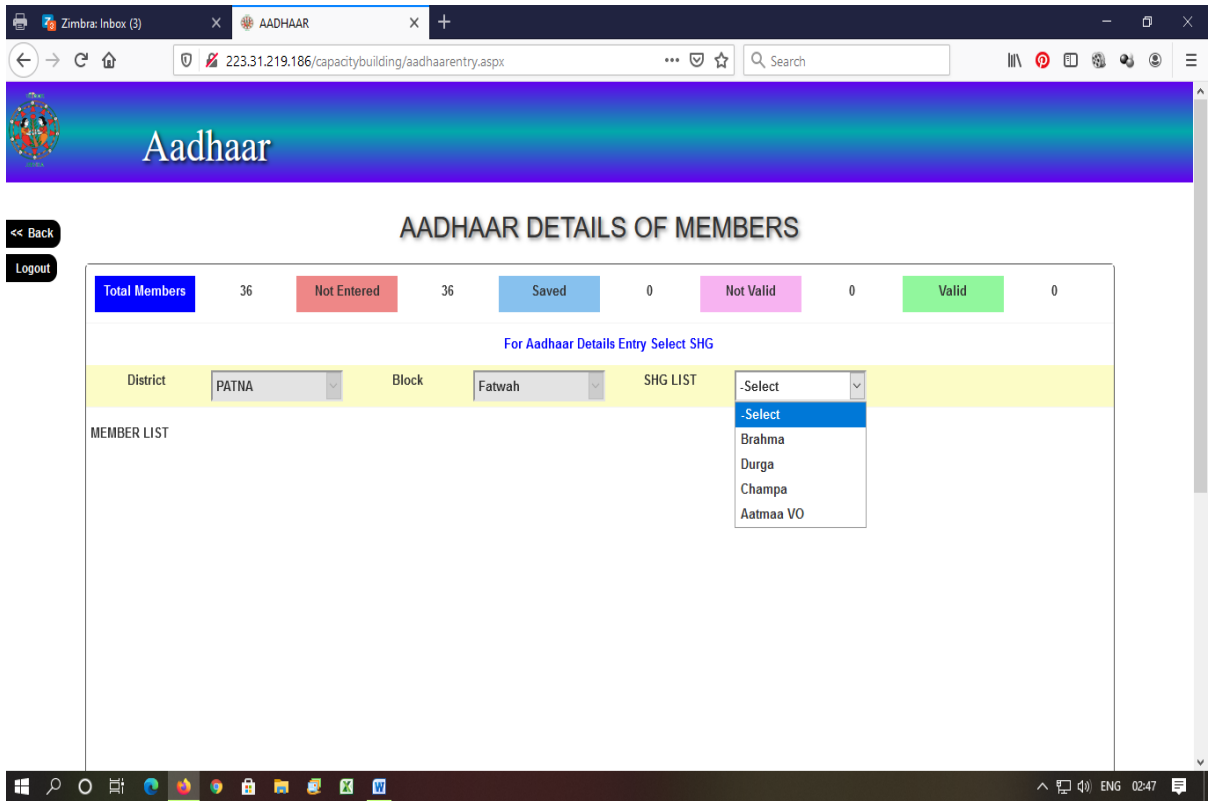 Zimbra: Inbox (3)
AADHAAR
223.31.219.186/capacitybuilding/aadhaarentry.aspx
Search
Aadhaar
<< Back
Logout
AADHAAR DETAILS OF MEMBERS
Total Members 36 Not Entered 36 Saved 0 Not Valid 0 Valid 0
For Aadhaar Details Entry Select SHG
District PATNA Block Fatwah SHG LIST -Select
-Select
Brahma
Durga
Champa
Aatmaa VO
MEMBER LIST
ENG 02:47